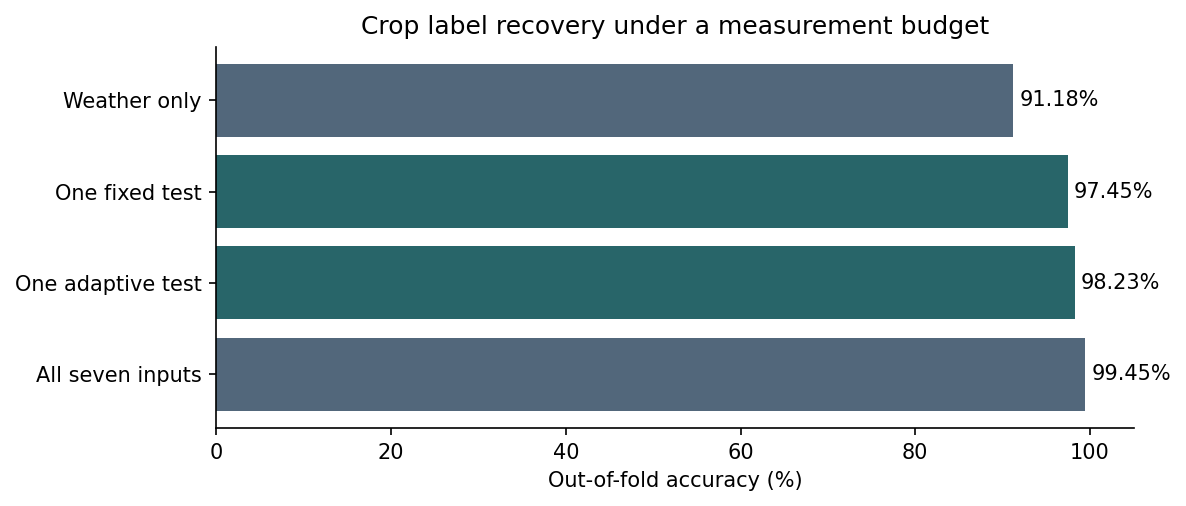 Crop label recovery under a measurement budget
Weather only
91.18%
One fixed test
97.45%
One adaptive test
98.23%
All seven inputs
99.45%
0 20 40 60 80 100
Out-of-fold accuracy (%)